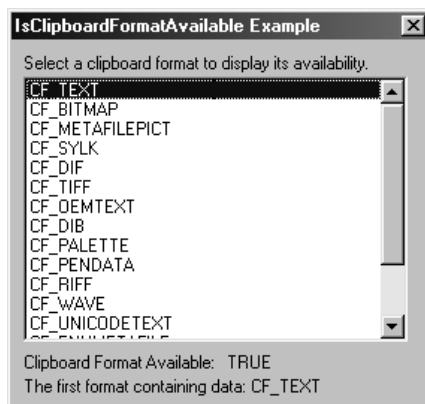 IsClipboardFormatAvailable Example
Select a clipboard format to display its availability.
CF_TEXT
CF_BITMAP
CF_METAFILEPICT
CF_SYLK
CF_DIF
CF_TIFF
CF_OEMTEXT
CF_DIB
CF_PALETTE
CF_PENDATA
CF_RIFF
CF_WAVE
CF_UNICODETEXT
Clipboard Format Available: TRUE
The first format containing data: CF_TEXT